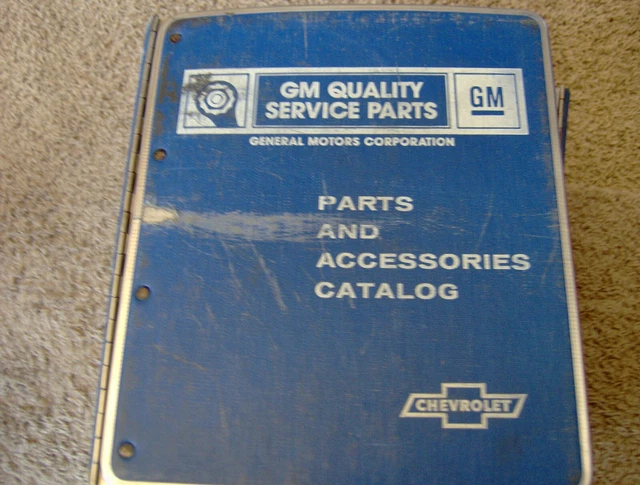 GM QUALITY
SERVICE PARTS
GM
GENERAL MOTORS CORPORATION
PARTS
AND
ACCESSORIES
CATALOG
CHEVROLET